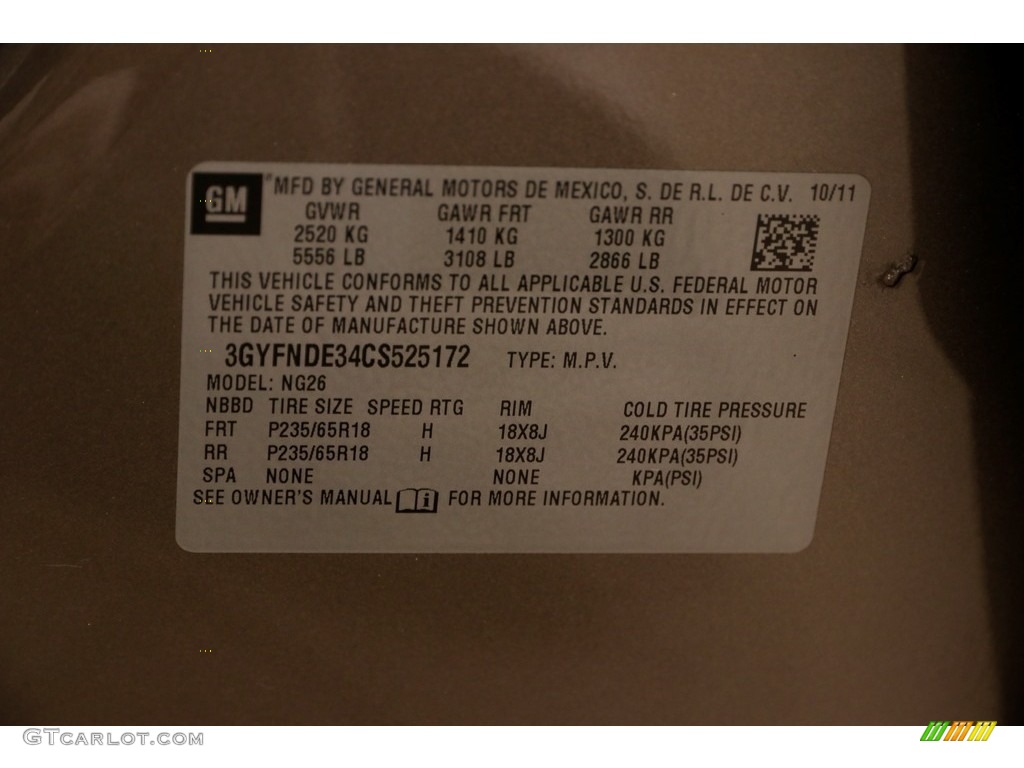 GM MFD BY GENERAL MOTORS DE MEXICO, S. DE R.L. DE C.V. 10/11
GVWR GAWR FRT GAWR RR
2520 KG 1410 KG 1300 KG
5556 LB 3108 LB 2866 LB
THIS VEHICLE CONFORMS TO ALL APPLICABLE U.S. FEDERAL MOTOR
VEHICLE SAFETY AND THEFT PREVENTION STANDARDS IN EFFECT ON
THE DATE OF MANUFACTURE SHOWN ABOVE.
3GYFNDE34CS525172 TYPE: M.P.V.
MODEL: NG26
NBBD TIRE SIZE SPEED RTG RIM COLD TIRE PRESSURE
FRT P235/65R18 H 18X8J 240KPA(35PSI)
RR P235/65R18 H 18X8J 240KPA(35PSI)
SPA NONE NONE KPA(PSI)
SEE OWNER'S MANUAL i FOR MORE INFORMATION.
GTCarlot.com